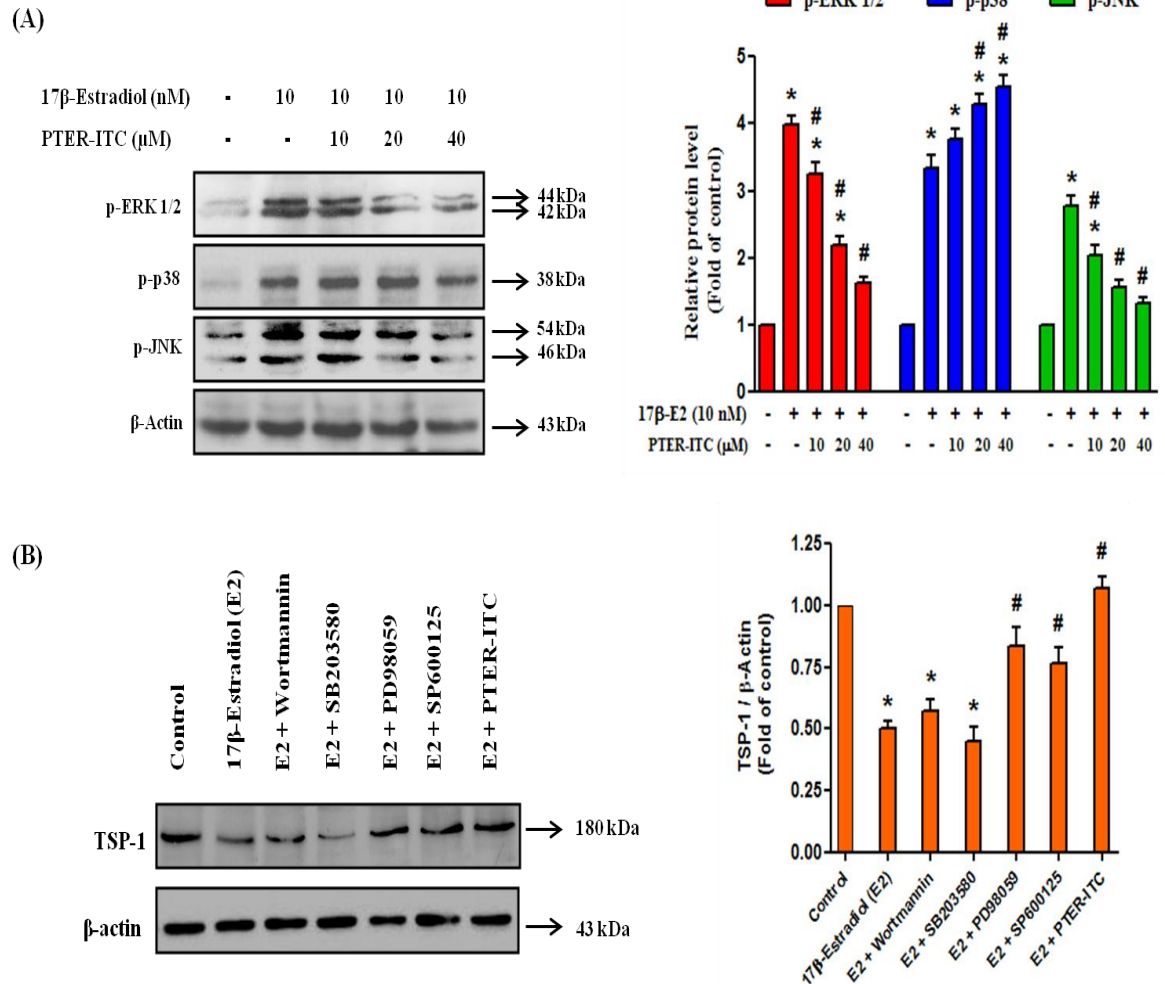 (A)
17β-Estradiol (nM) - 10 10 10 10
PTER-ITC (μM) - - 10 20 40
p-ERK 1/2
44 kDa
42 kDa
p-p38
38 kDa
p-JNK
54 kDa
46 kDa
β-Actin
43 kDa
p-ERK 1/2 p-p38 p-JNK
Relative protein level
(Fold of control)
5
4
3
2
1
0
* # * # * # * * # * # * * # * # #
17β-E2 (10 nM) - + + + + - + + + + - + + + +
PTER-ITC (μM) - - 10 20 40 - - 10 20 40 - - 10 20 40
(B)
Control
17β-Estradiol (E2)
E2 + Wortmannin
E2 + SB203580
E2 + PD98059
E2 + SP600125
E2 + PTER-ITC
TSP-1
180 kDa
β-actin
43 kDa
TSP-1 / β-Actin
(Fold of control)
1.25
1.00
0.75
0.50
0.25
0.00
* * * # # #
Control
17β-Estradiol (E2)
E2 + Wortmannin
E2 + SB203580
E2 + PD98059
E2 + SP600125
E2 + PTER-ITC